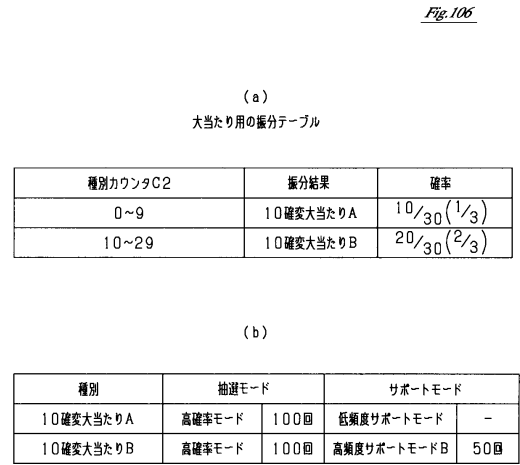 Fig.106
(a)
大当たり用の振分テーブル
種別カウンタC2 振分結果 確率
0~9 10確変大当たりA 10/30(1/3)
10~29 10確変大当たりB 20/30(2/3)
(b)
種別 抽選モード サポートモード
10確変大当たりA 高確率モード 100回 低頻度サポートモード -
10確変大当たりB 高確率モード 100回 高頻度サポートモードB 50回